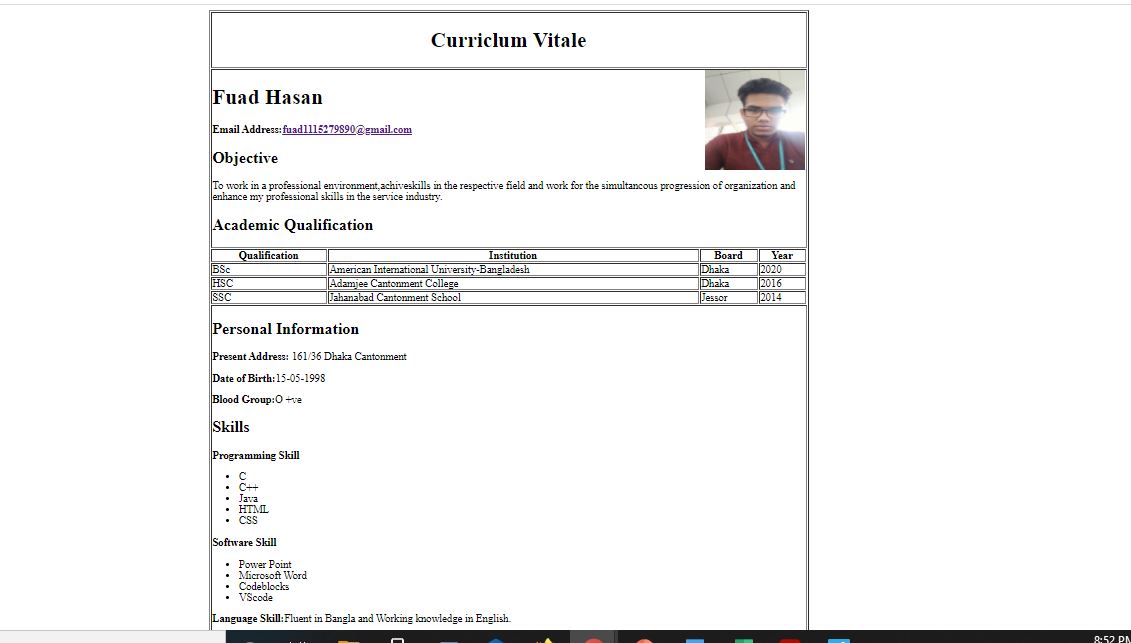 Curriclum Vitale
Fuad Hasan
Email Address:fuad1115279890@gmail.com
Objective
To work in a professional environment,achiveskills in the respective field and work for the simultancous progression of organization and
enhance my professional skills in the service industry.
Academic Qualification
Qualification Institution Board Year
BSc American International University-Bangladesh Dhaka 2020
HSC Adamjee Cantonment College Dhaka 2016
SSC Jahanabad Cantonment School Jessor 2014
Personal Information
Present Address: 161/36 Dhaka Cantonment
Date of Birth:15-05-1998
Blood Group:O +ve
Skills
Programming Skill
C
C++
Java
HTML
CSS
Software Skill
Power Point
Microsoft Word
Codeblocks
VScode
Language Skill:Fluent in Bangla and Working knowledge in English.
8:52 PM